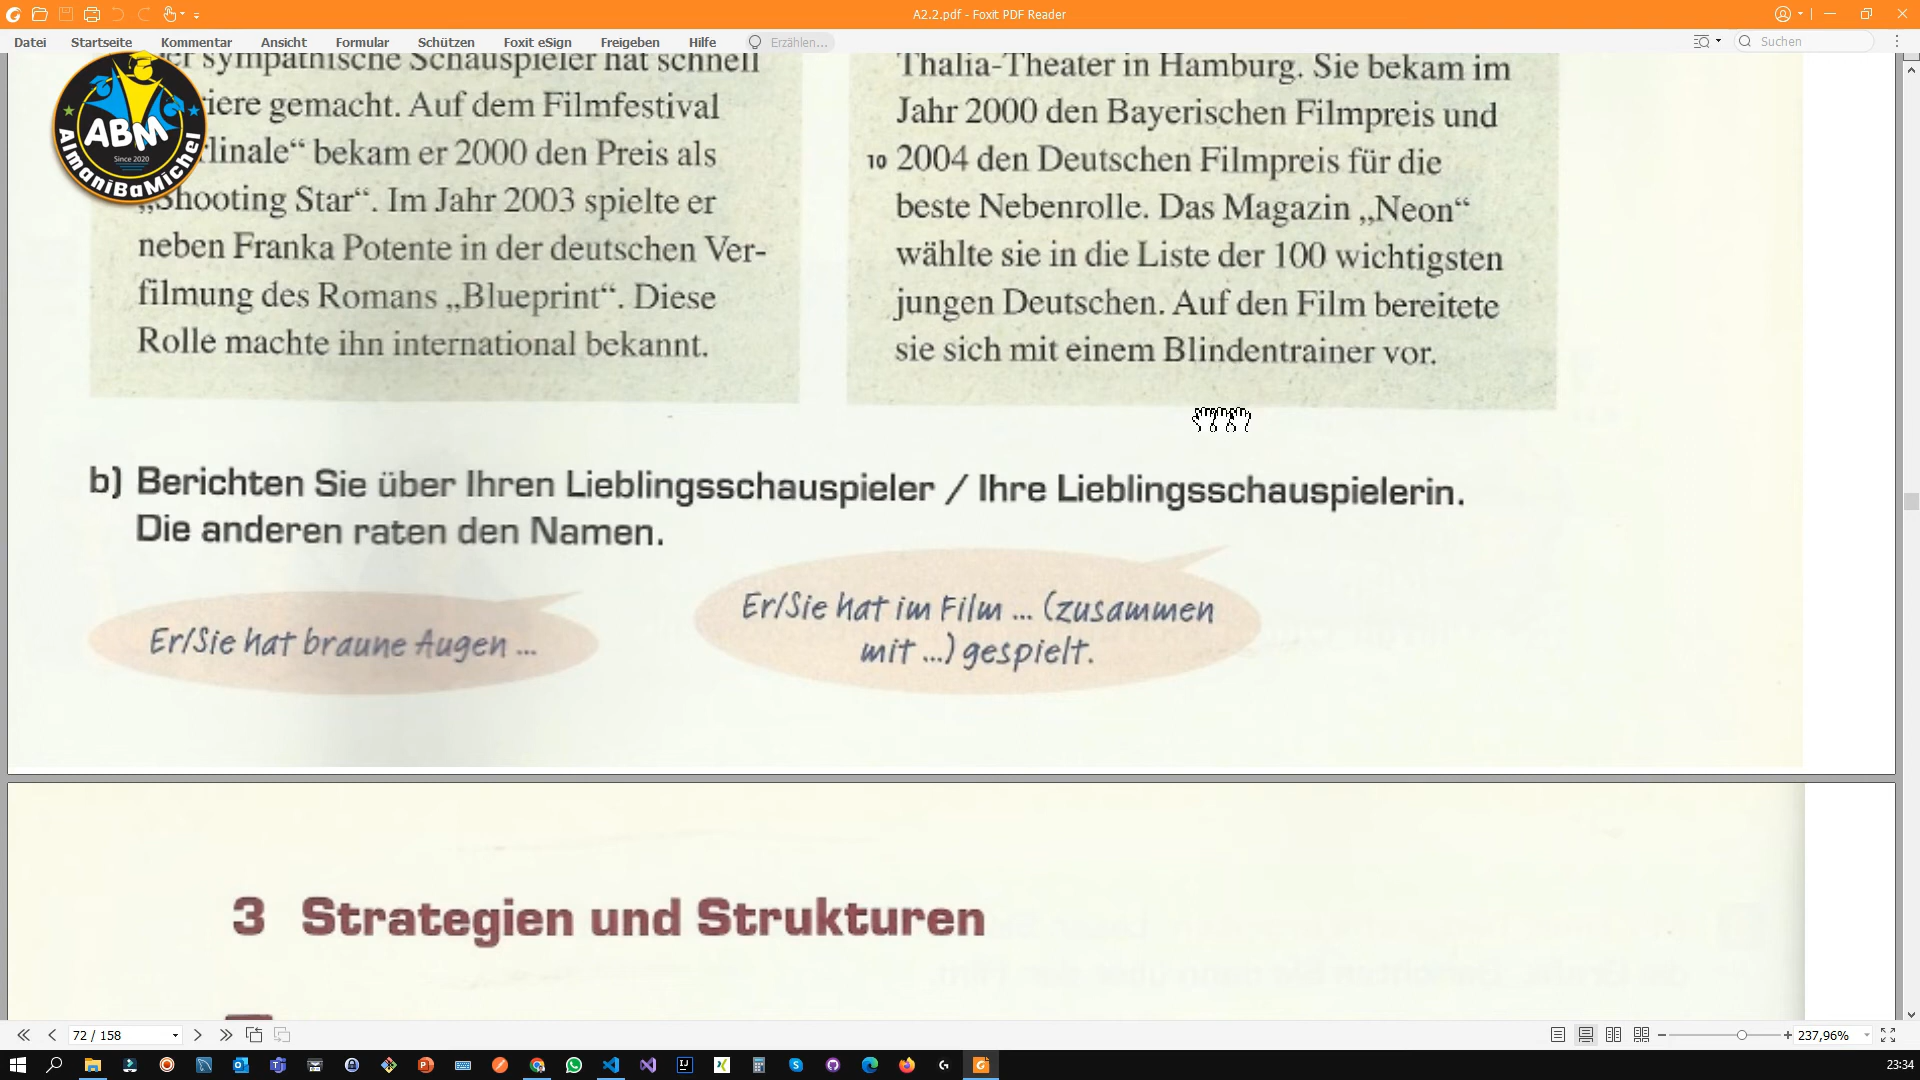 A2.2.pdf - Foxit PDF Reader
Datei Startseite Kommentar Ansicht Formular Schützen Foxit eSign Freigeben Hilfe Erzählen... Suchen
ABM
Since 2020
AlmaniBaMichel
sympathische Schauspieler hat schnell
iere gemacht. Auf dem Filmfestival
rlinale“ bekam er 2000 den Preis als
„Shooting Star“. Im Jahr 2003 spielte er
neben Franka Potente in der deutschen Ver-
filmung des Romans „Blueprint“. Diese
Rolle machte ihn international bekannt.
Thalia-Theater in Hamburg. Sie bekam im
Jahr 2000 den Bayerischen Filmpreis und
10 2004 den Deutschen Filmpreis für die
beste Nebenrolle. Das Magazin „Neon“
wählte sie in die Liste der 100 wichtigsten
jungen Deutschen. Auf den Film bereitete
sie sich mit einem Blindentrainer vor.
b) Berichten Sie über Ihren Lieblingsschauspieler / Ihre Lieblingsschauspielerin.
Die anderen raten den Namen.
Er/Sie hat braune Augen ...
Er/Sie hat im Film ... (zusammen
mit ...) gespielt.
3 Strategien und Strukturen
72 / 158
237,96%
23:34